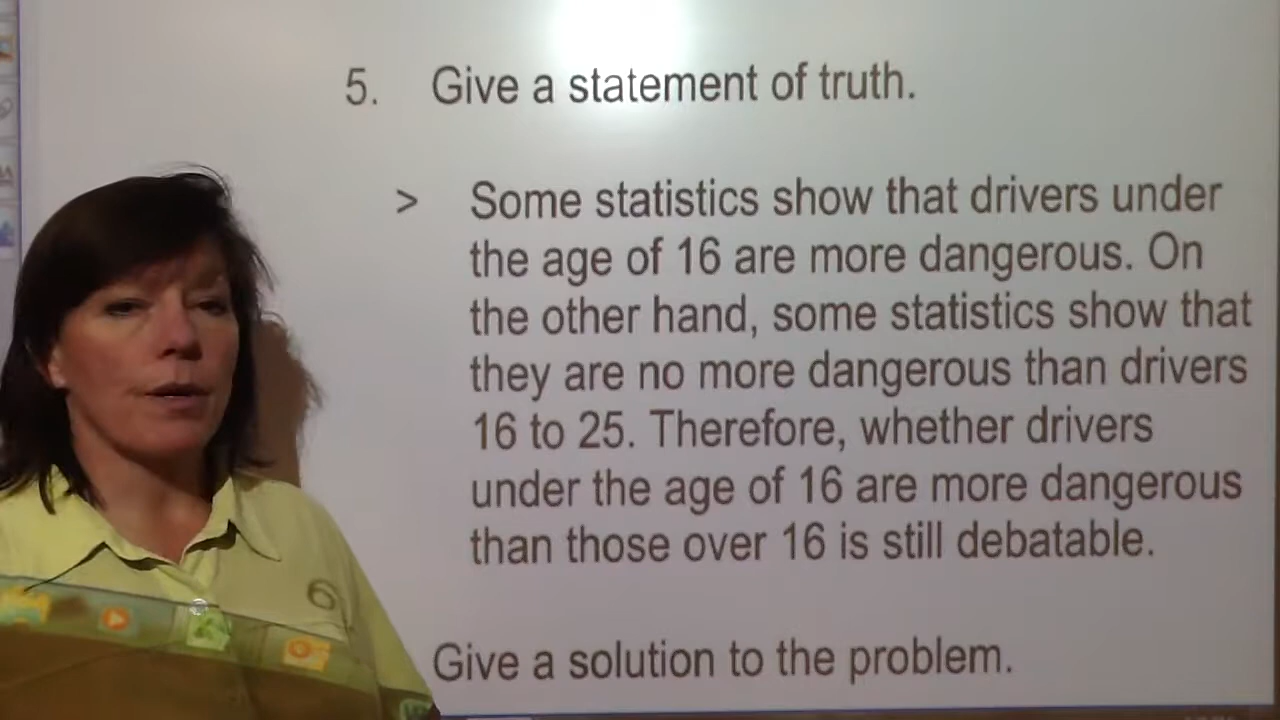 5. Give a statement of truth.
> Some statistics show that drivers under
the age of 16 are more dangerous. On
the other hand, some statistics show that
they are no more dangerous than drivers
16 to 25. Therefore, whether drivers
under the age of 16 are more dangerous
than those over 16 is still debatable.
6 Give a solution to the problem.